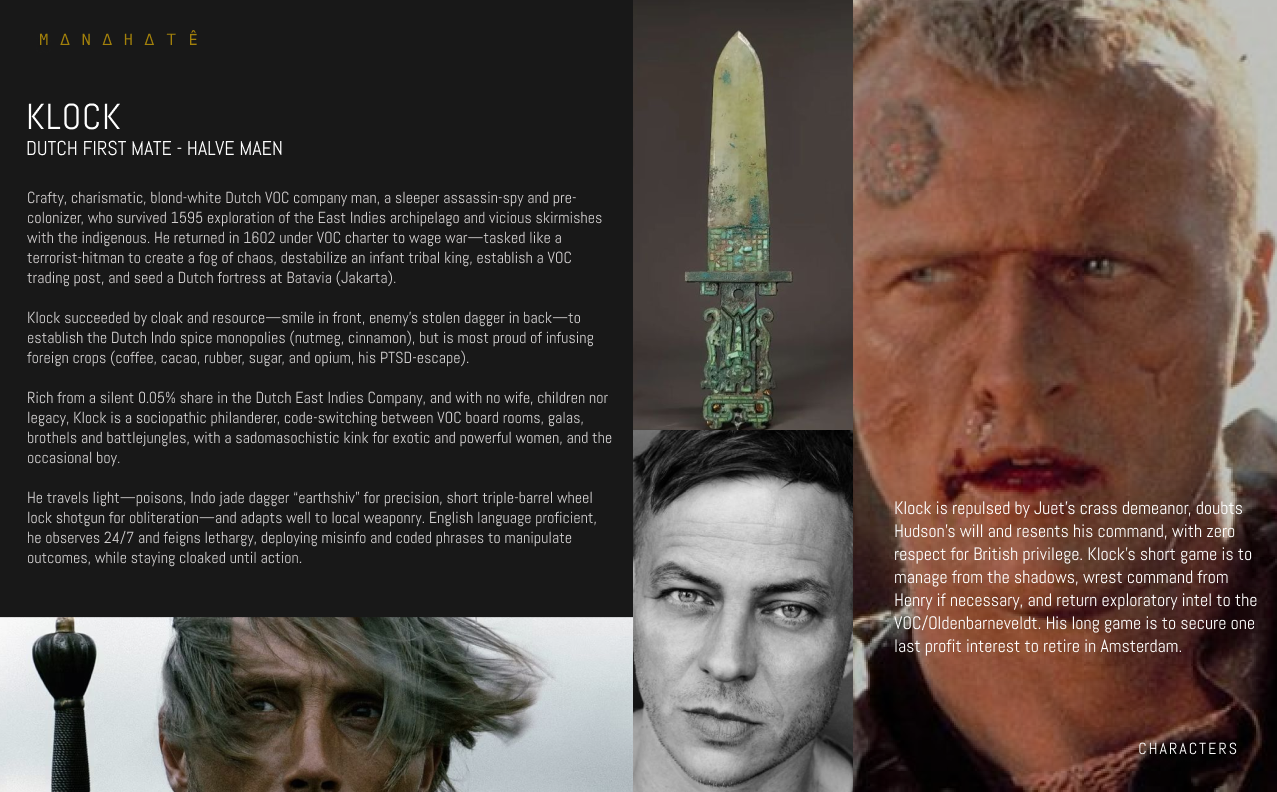 M Δ N Δ H Δ T Ê
KLOCK
DUTCH FIRST MATE - HALVE MAEN
Crafty, charismatic, blond-white Dutch VOC company man, a sleeper assassin-spy and pre-
colonizer, who survived 1595 exploration of the East Indies archipelago and vicious skirmishes
with the indigenous. He returned in 1602 under VOC charter to wage war—tasked like a
terrorist-hitman to create a fog of chaos, destabilize an infant tribal king, establish a VOC
trading post, and seed a Dutch fortress at Batavia (Jakarta).
Klock succeeded by cloak and resource—smile in front, enemy's stolen dagger in back—to
establish the Dutch Indo spice monopolies (nutmeg, cinnamon), but is most proud of infusing
foreign crops (coffee, cacao, rubber, sugar, and opium, his PTSD-escape).
Rich from a silent 0.05% share in the Dutch East Indies Company, and with no wife, children nor
legacy, Klock is a sociopathic philanderer, code-switching between VOC board rooms, galas,
brothels and battlejungles, with a sadomasochistic kink for exotic and powerful women, and the
occasional boy.
He travels light—poisons, Indo jade dagger “earthshiv” for precision, short triple-barrel wheel
lock shotgun for obliteration—and adapts well to local weaponry. English language proficient,
he observes 24/7 and feigns lethargy, deploying misinfo and coded phrases to manipulate
outcomes, while staying cloaked until action.
Klock is repulsed by Juet's crass demeanor, doubts
Hudson's will and resents his command, with zero
respect for British privilege. Klock's short game is to
manage from the shadows, wrest command from
Henry if necessary, and return exploratory intel to the
VOC/Oldenbarneveldt. His long game is to secure one
last profit interest to retire in Amsterdam.
CHARACTERS